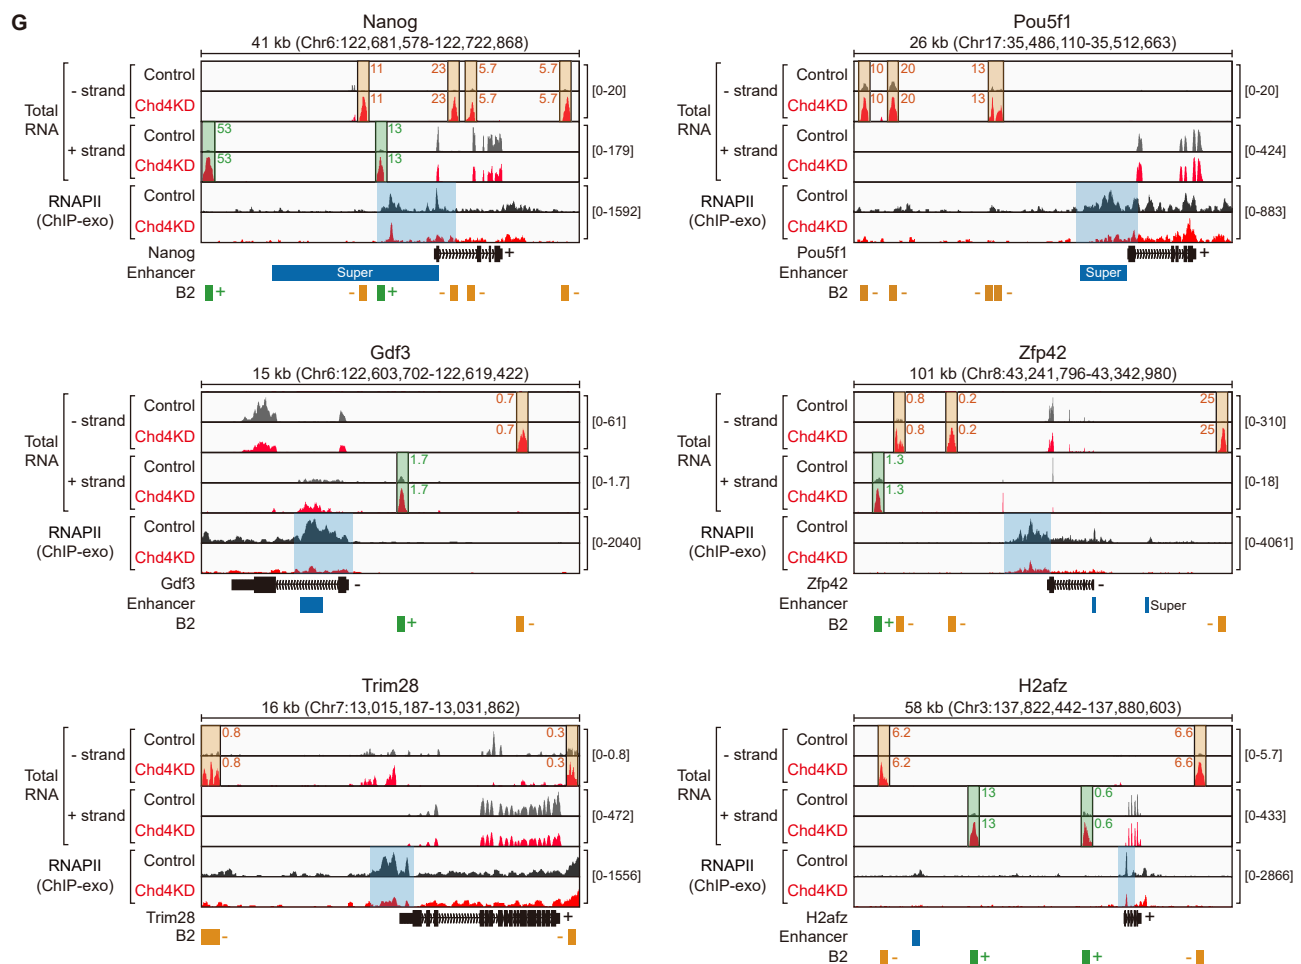 G
Nanog
41 kb (Chr6:122,681,578-122,722,868)
Total RNA
- strand
Control
11
23
5.7
5.7
[0-20]
Chd4KD
11
23
5.7
5.7
+ strand
Control
53
13
[0-179]
Chd4KD
53
13
RNAPII
(ChIP-exo)
Control
[0-1592]
Chd4KD
Nanog
+
Enhancer
Super
B2
+
-
+
-
-
-
Pou5f1
26 kb (Chr17:35,486,110-35,512,663)
Total RNA
- strand
Control
10
20
13
[0-20]
Chd4KD
10
20
13
+ strand
Control
[0-424]
Chd4KD
RNAPII
(ChIP-exo)
Control
[0-883]
Chd4KD
Pou5f1
+
Enhancer
Super
B2
-
-
-
-
Gdf3
15 kb (Chr6:122,603,702-122,619,422)
Total RNA
- strand
Control
0.7
[0-61]
Chd4KD
0.7
+ strand
Control
1.7
[0-1.7]
Chd4KD
1.7
RNAPII
(ChIP-exo)
Control
[0-2040]
Chd4KD
Gdf3
-
Enhancer
B2
+
-
Zfp42
101 kb (Chr8:43,241,796-43,342,980)
Total RNA
- strand
Control
0.8
0.2
25
[0-310]
Chd4KD
0.8
0.2
25
+ strand
Control
1.3
[0-18]
Chd4KD
1.3
RNAPII
(ChIP-exo)
Control
[0-4061]
Chd4KD
Zfp42
-
Enhancer
Super
B2
+
-
-
-
Trim28
16 kb (Chr7:13,015,187-13,031,862)
Total RNA
- strand
Control
0.8
0.3
[0-0.8]
Chd4KD
0.8
0.3
+ strand
Control
[0-472]
Chd4KD
RNAPII
(ChIP-exo)
Control
[0-1556]
Chd4KD
Trim28
+
B2
-
-
H2afz
58 kb (Chr3:137,822,442-137,880,603)
Total RNA
- strand
Control
6.2
6.6
[0-5.7]
Chd4KD
6.2
6.6
+ strand
Control
13
0.6
[0-433]
Chd4KD
13
0.6
RNAPII
(ChIP-exo)
Control
[0-2866]
Chd4KD
H2afz
+
Enhancer
B2
-
+
+
-